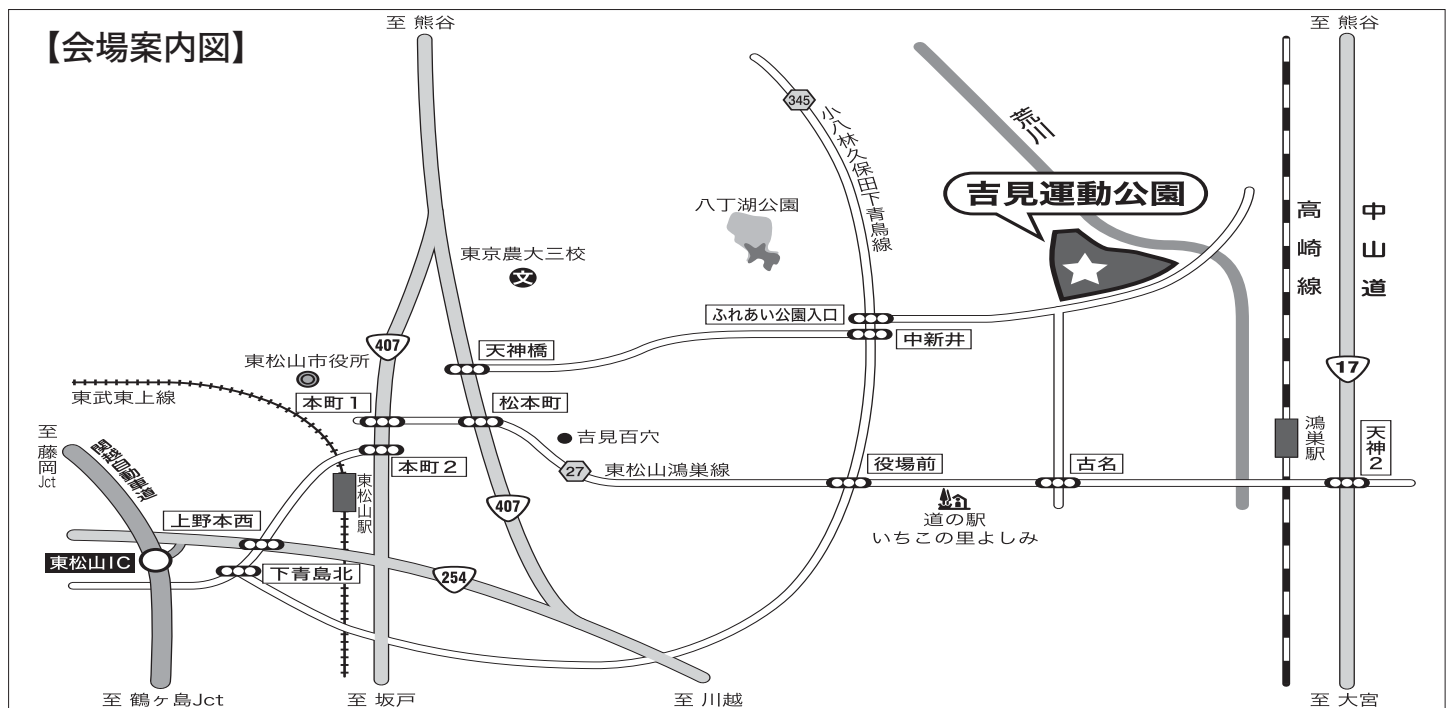 【会場案内図】
至 熊谷
至 熊谷
345
小八林久保田下青鳥線
荒川
吉見運動公園
高崎線
中山道
八丁湖公園
東京農大三校
文
ふれあい公園入口
中新井
407
天神橋
17
東松山市役所
東武東上線
本町1
松本町
吉見百穴
鴻巣駅
天神2
至 藤岡Jct
関越自動車道
本町2
27
東松山鴻巣線
役場前
古名
東松山駅
407
道の駅
いちごの里よしみ
上野本西
東松山IC
下青鳥北
254
至 鶴ヶ島Jct
至 坂戸
至 川越
至 大宮